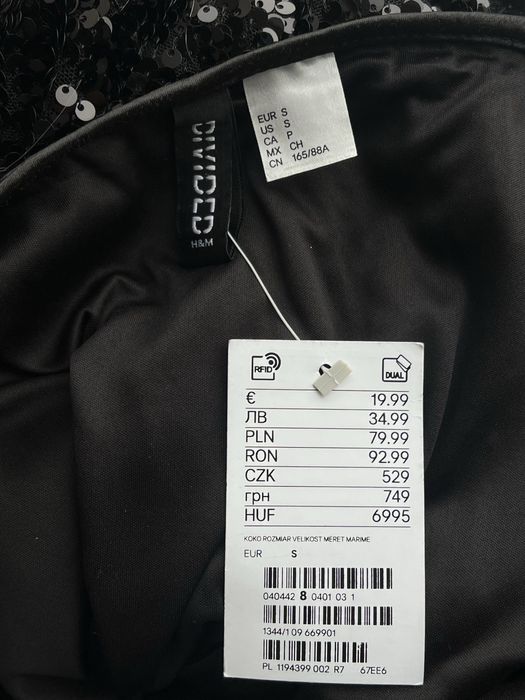 DIVIDED
H&M
EUR S
US S
CA P
MX CH
CN 165/88A
RFID
DUAL
€ 19.99
ЛВ 34.99
PLN 79.99
RON 92.99
CZK 529
грн 749
HUF 6995
KOKO ROZMIAR VELIKOST MÉRET MARIME
EUR S
040442 8 0401 03 1
1344/1 09 669901
PL 1194399 002 R7 67EE6